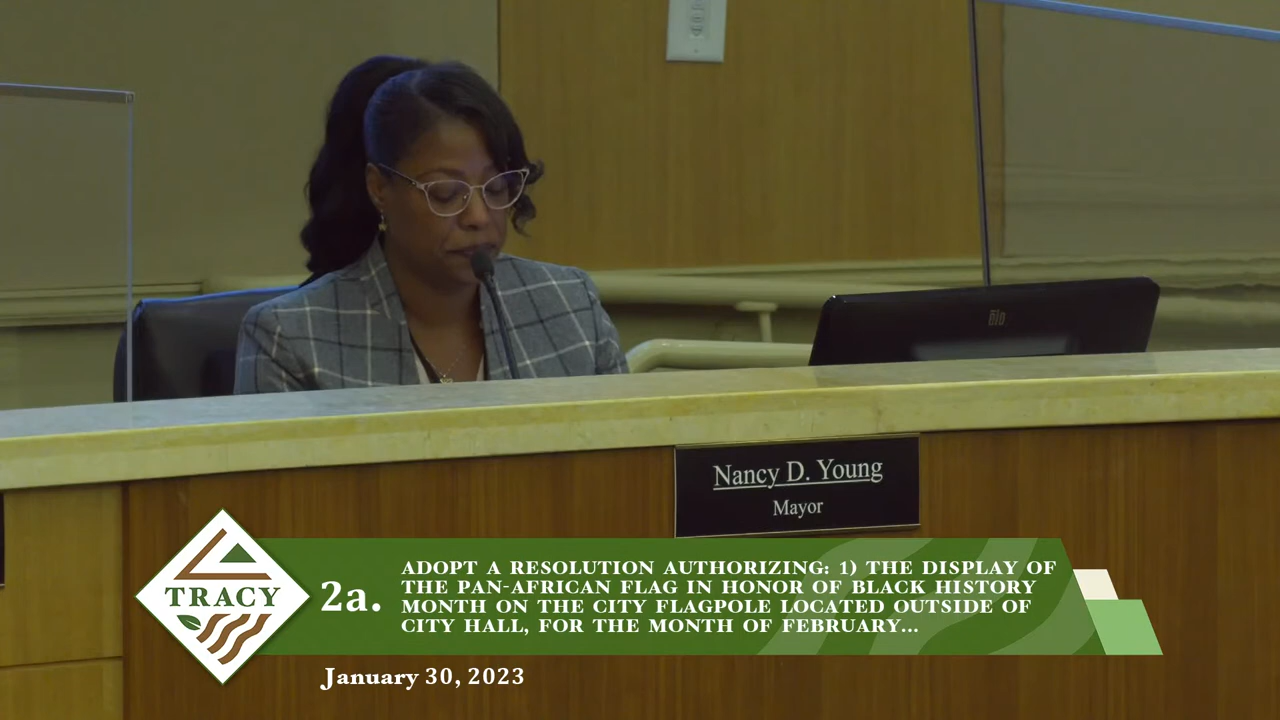 elo
Nancy D. Young
Mayor
TRACY
2a.
ADOPT A RESOLUTION AUTHORIZING: 1) THE DISPLAY OF
THE PAN-AFRICAN FLAG IN HONOR OF BLACK HISTORY
MONTH ON THE CITY FLAGPOLE LOCATED OUTSIDE OF
CITY HALL, FOR THE MONTH OF FEBRUARY...
January 30, 2023